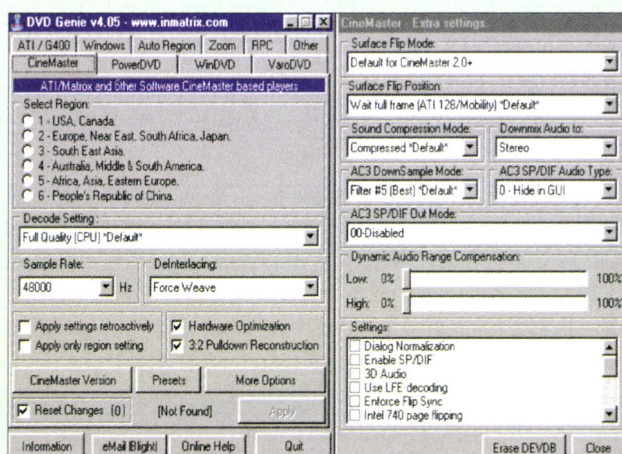 DVD Genie v4.05 - www.inmatrix.com
ATI / G400 Windows Auto Region Zoom RPC Other
CineMaster PowerDVD WinDVD VaroDVD
ATI/Matrox and other Software CineMaster based players
Select Region:
1 - USA, Canada.
2 - Europe, Near East, South Africa, Japan.
3 - South East Asia.
4 - Australia, Middle & South America.
5 - Africa, Asia, Eastern Europe.
6 - People's Republic of China.
Decode Setting :
Full Quality (CPU) *Default*
Sample Rate: DeInterlacing:
48000 Hz Force Weave
Apply settings retroactively Hardware Optimization
Apply only region setting 3:2 Pulldown Reconstruction
CineMaster Version Presets More Options
Reset Changes (0) [Not Found] Apply
Information eMail (Blight) Online Help Quit
CineMaster - Extra settings.
Surface Flip Mode:
Default for CineMaster 2.0+
Surface Flip Position:
Wait full frame (ATI 128/Mobility) *Default*
Sound Compression Mode: Downmix Audio to:
Compressed *Default* Stereo
AC3 DownSample Mode: AC3 SP/DIF Audio Type:
Filter #5 (Best) *Default* 0 - Hide in GUI
AC3 SP/DIF Out Mode:
00-Disabled
Dynamic Audio Range Compensation:
Low: 0% 100%
High: 0% 100%
Settings:
Dialog Normalization
Enable SP/DIF
3D Audio
Use LFE decoding
Enforce Flip Sync
Intel 740 page flipping
Erase DEVDB Close